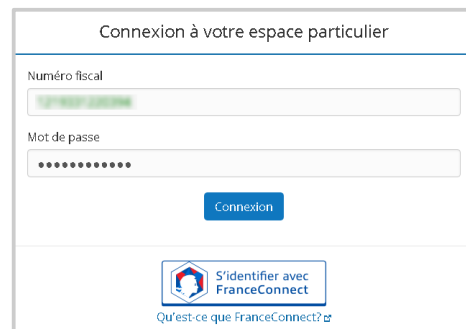 Connexion à votre espace particulier
Numéro fiscal
Mot de passe
••••••••••••
Connexion
S'identifier avec
FranceConnect
Qu'est-ce que FranceConnect?